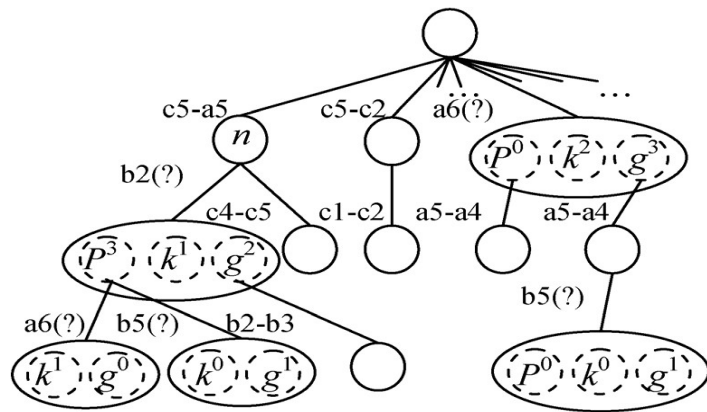 ... ...
c5-a5 c5-c2 a6(?)
n P⁰ k² g³
b2(?) c4-c5 c1-c2 a5-a4 a5-a4
P³ k¹ g²
a6(?) b5(?) b2-b3 b5(?)
k¹ g⁰ k⁰ g¹ P⁰ k⁰ g¹